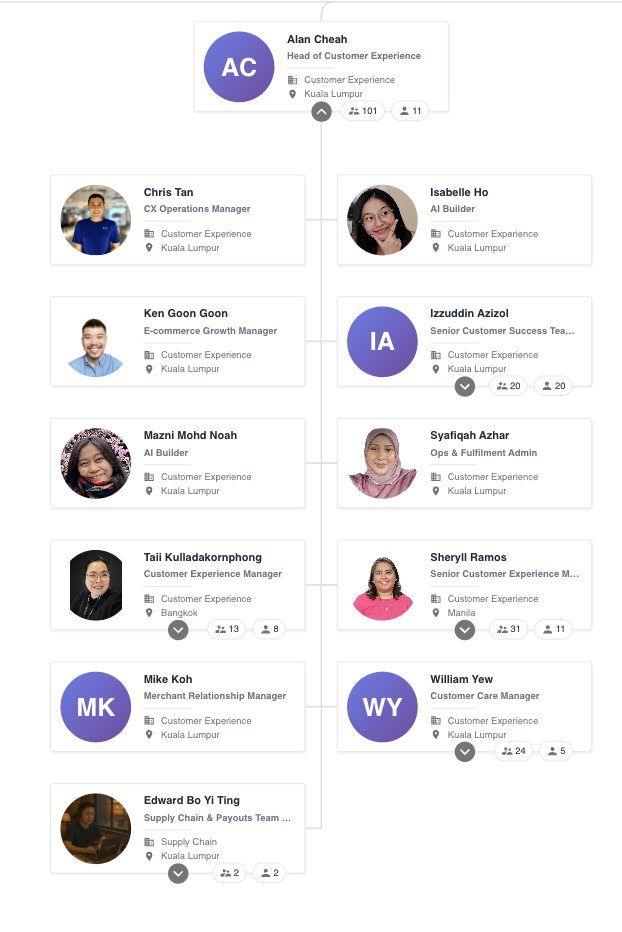 AC
Alan Cheah
Head of Customer Experience
Customer Experience
Kuala Lumpur
101
11
Chris Tan
CX Operations Manager
Customer Experience
Kuala Lumpur
Isabelle Ho
AI Builder
Customer Experience
Kuala Lumpur
Ken Goon Goon
E-commerce Growth Manager
Customer Experience
Kuala Lumpur
IA
Izzuddin Azizol
Senior Customer Success Tea...
Customer Experience
Kuala Lumpur
20
20
Mazni Mohd Noah
AI Builder
Customer Experience
Kuala Lumpur
Syafiqah Azhar
Ops & Fulfilment Admin
Customer Experience
Kuala Lumpur
Taii Kulladakornphong
Customer Experience Manager
Customer Experience
Bangkok
13
8
Sheryll Ramos
Senior Customer Experience M...
Customer Experience
Manila
31
11
MK
Mike Koh
Merchant Relationship Manager
Customer Experience
Kuala Lumpur
WY
William Yew
Customer Care Manager
Customer Experience
Kuala Lumpur
24
5
Edward Bo Yi Ting
Supply Chain & Payouts Team ...
Supply Chain
Kuala Lumpur
2
2